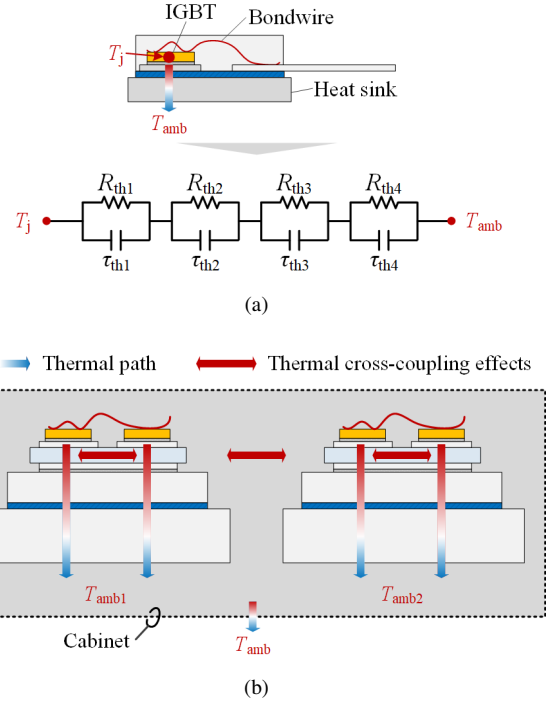 IGBT
Bondwire
Tj
Heat sink
Tamb
Rth1 Rth2 Rth3 Rth4
Tj Tamb
τth1 τth2 τth3 τth4
(a)
Thermal path Thermal cross-coupling effects
Tamb1 Tamb2
Cabinet
Tamb
(b)